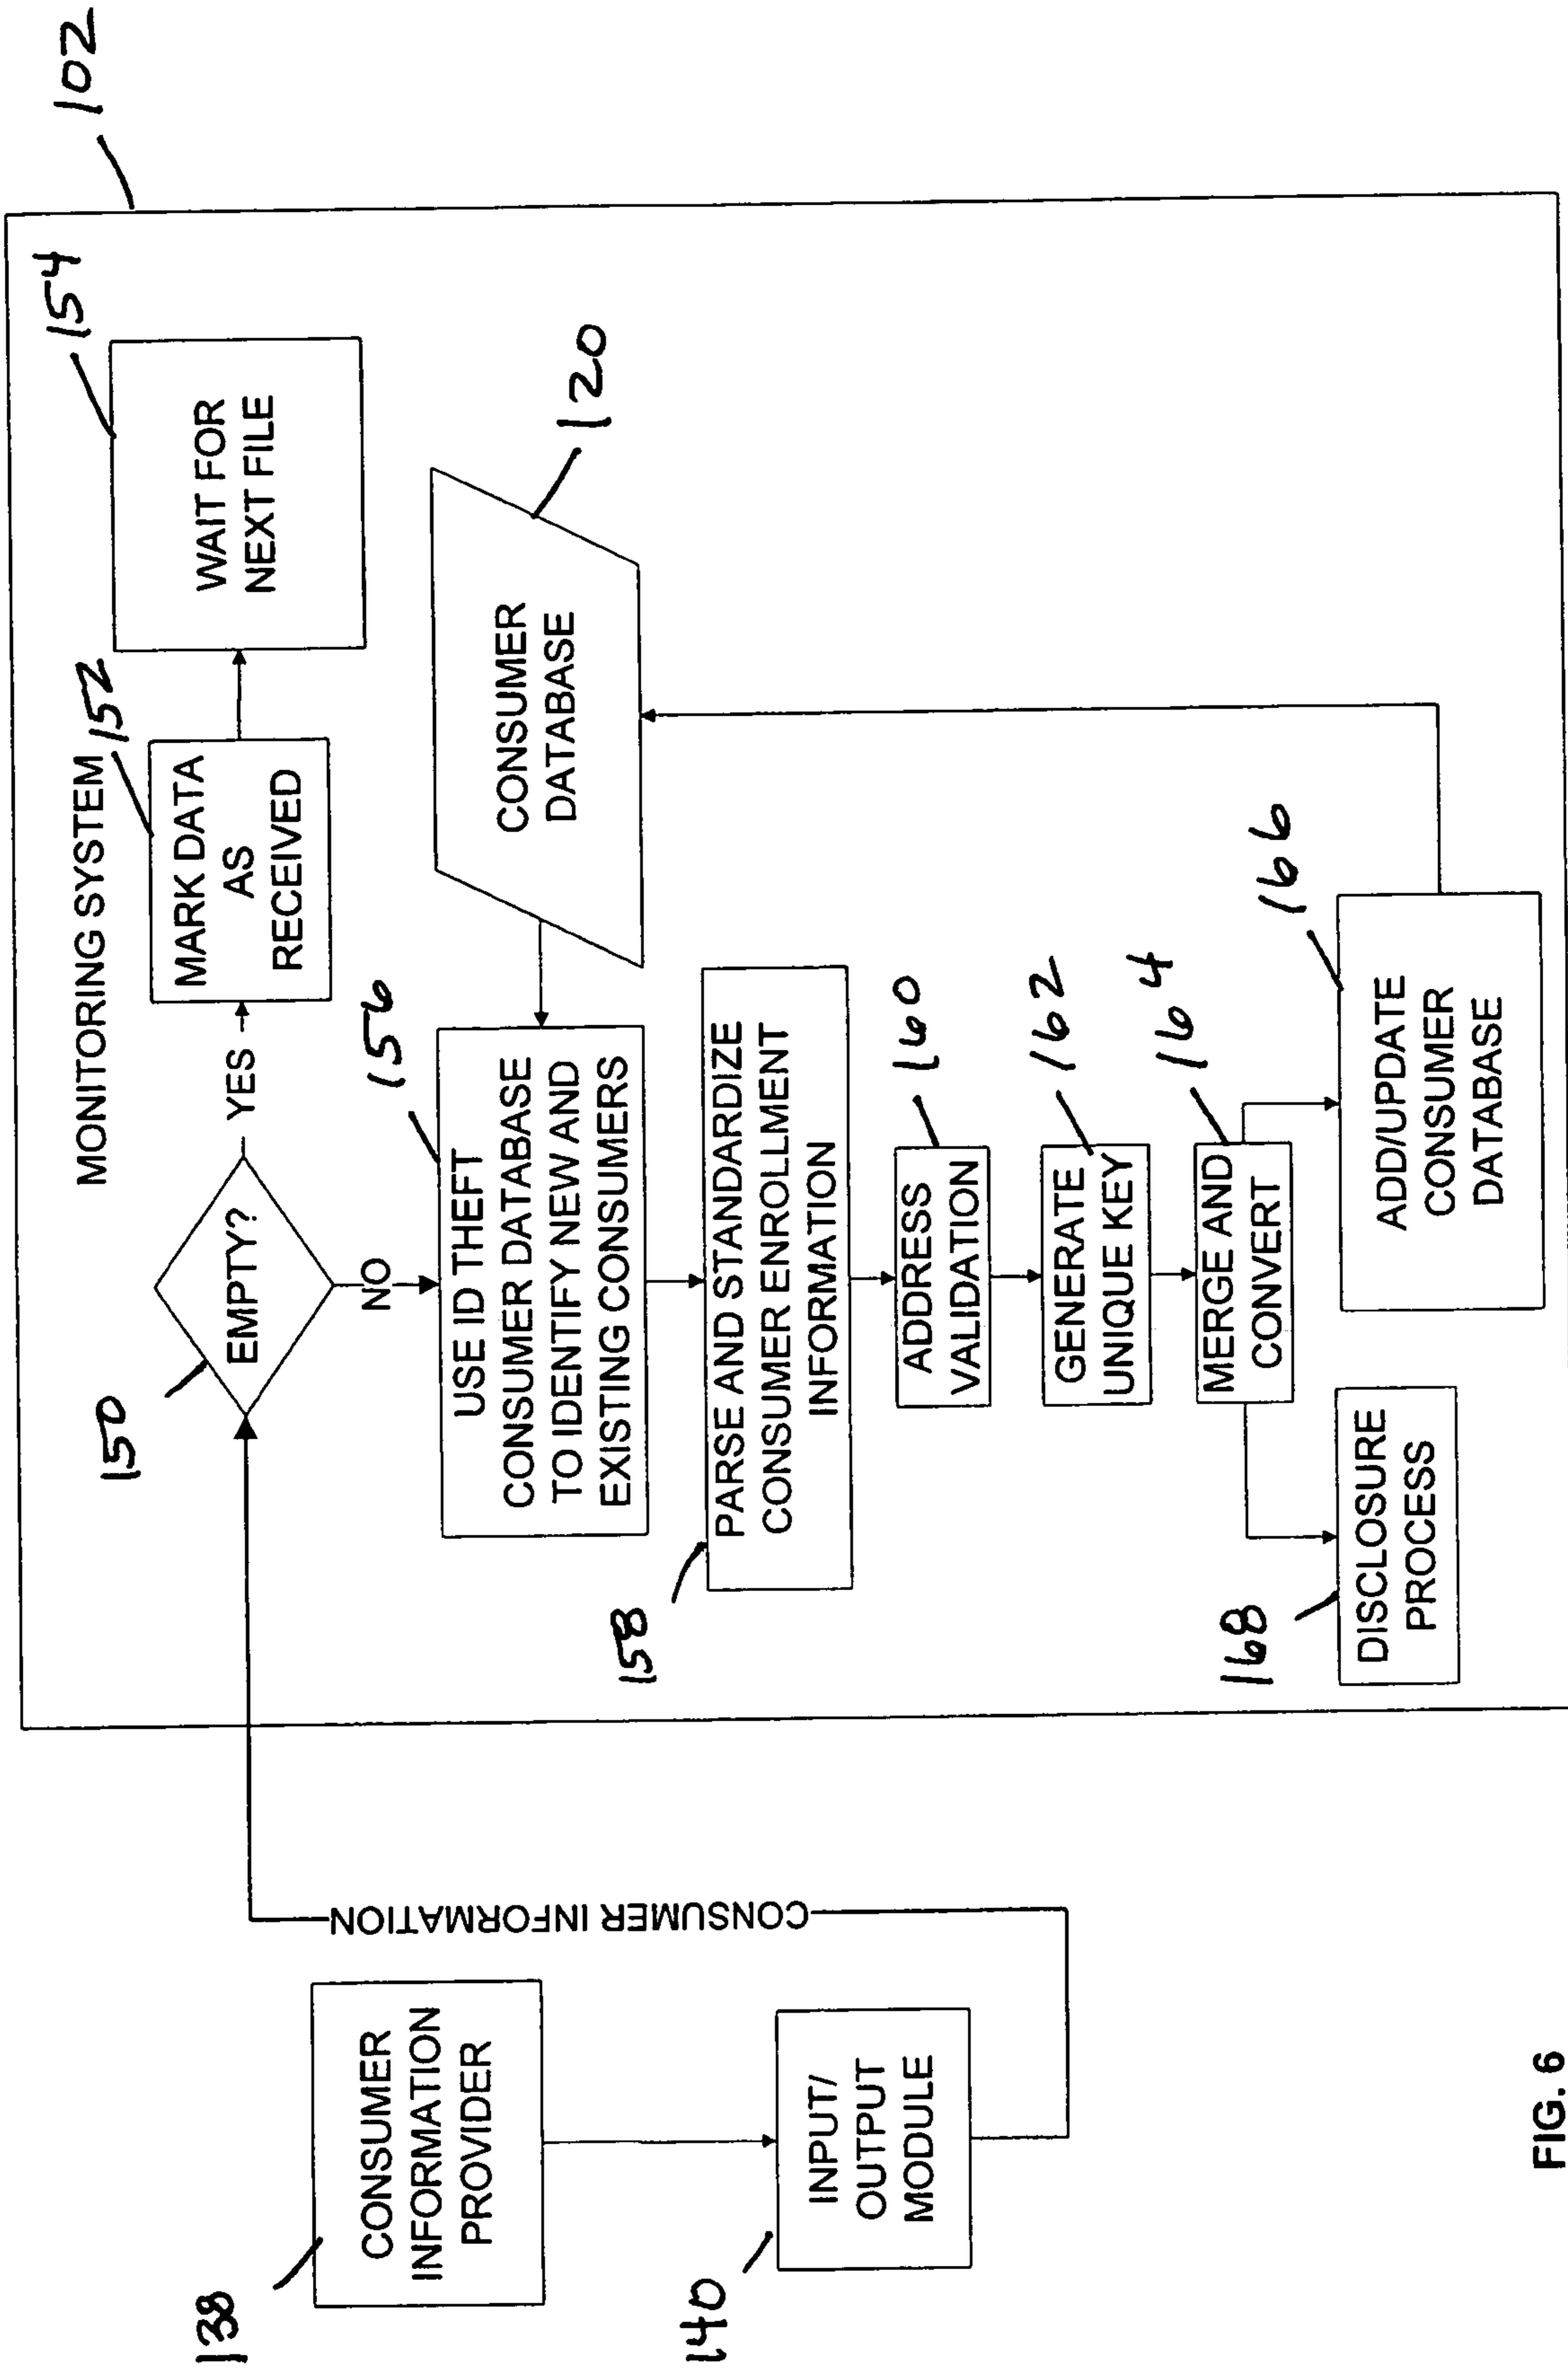 102
MONITORING SYSTEM
138
CONSUMER
INFORMATION
PROVIDER
140
INPUT/
OUTPUT
MODULE
CONSUMER INFORMATION
150
EMPTY?
YES
152
MARK DATA
AS
RECEIVED
154
WAIT FOR
NEXT FILE
NO
156
USE ID THEFT
CONSUMER DATABASE
TO IDENTIFY NEW AND
EXISTING CONSUMERS
CONSUMER
DATABASE
120
158
PARSE AND STANDARDIZE
CONSUMER ENROLLMENT
INFORMATION
160
ADDRESS
VALIDATION
162
GENERATE
UNIQUE KEY
164
MERGE AND
CONVERT
168
DISCLOSURE
PROCESS
166
ADD/UPDATE
CONSUMER
DATABASE
FIG. 6